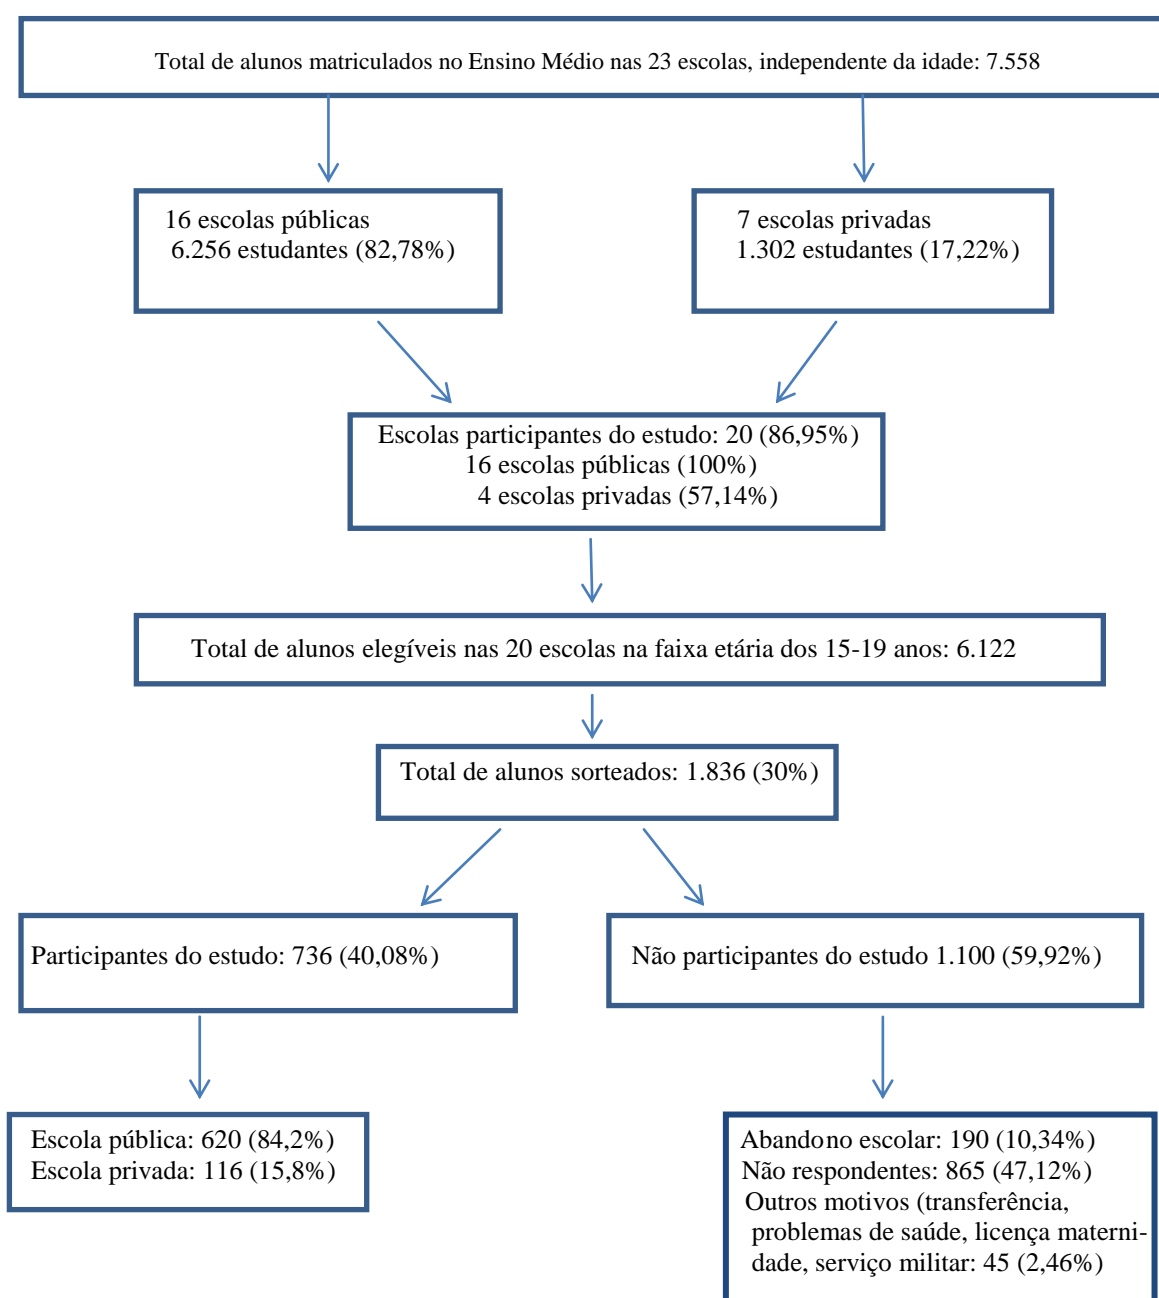 Total de alunos matriculados no Ensino Médio nas 23 escolas, independente da idade: 7.558
16 escolas públicas
6.256 estudantes (82,78%)
7 escolas privadas
1.302 estudantes (17,22%)
Escolas participantes do estudo: 20 (86,95%)
16 escolas públicas (100%)
4 escolas privadas (57,14%)
Total de alunos elegíveis nas 20 escolas na faixa etária dos 15-19 anos: 6.122
Total de alunos sorteados: 1.836 (30%)
Participantes do estudo: 736 (40,08%)
Não participantes do estudo 1.100 (59,92%)
Escola pública: 620 (84,2%)
Escola privada: 116 (15,8%)
Abandono escolar: 190 (10,34%)
Não respondentes: 865 (47,12%)
Outros motivos (transferência,
problemas de saúde, licença materni-
dade, serviço militar: 45 (2,46%)